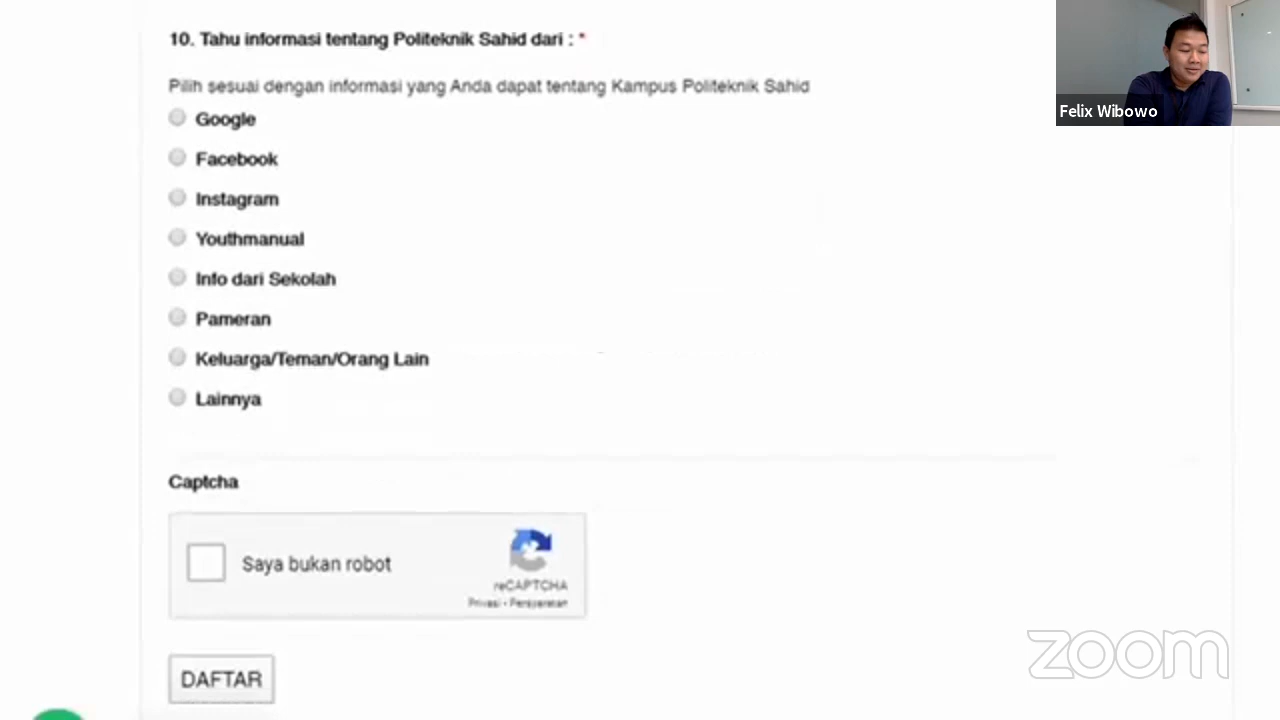 10. Tahu informasi tentang Politeknik Sahid dari : *
Pilih sesuai dengan informasi yang Anda dapat tentang Kampus Politeknik Sahid
Google
Facebook
Instagram
Youthmanual
Info dari Sekolah
Pameran
Keluarga/Teman/Orang Lain
Lainnya
Captcha
Saya bukan robot
reCAPTCHA
Privasi - Persyaratan
DAFTAR
Felix Wibowo
zoom